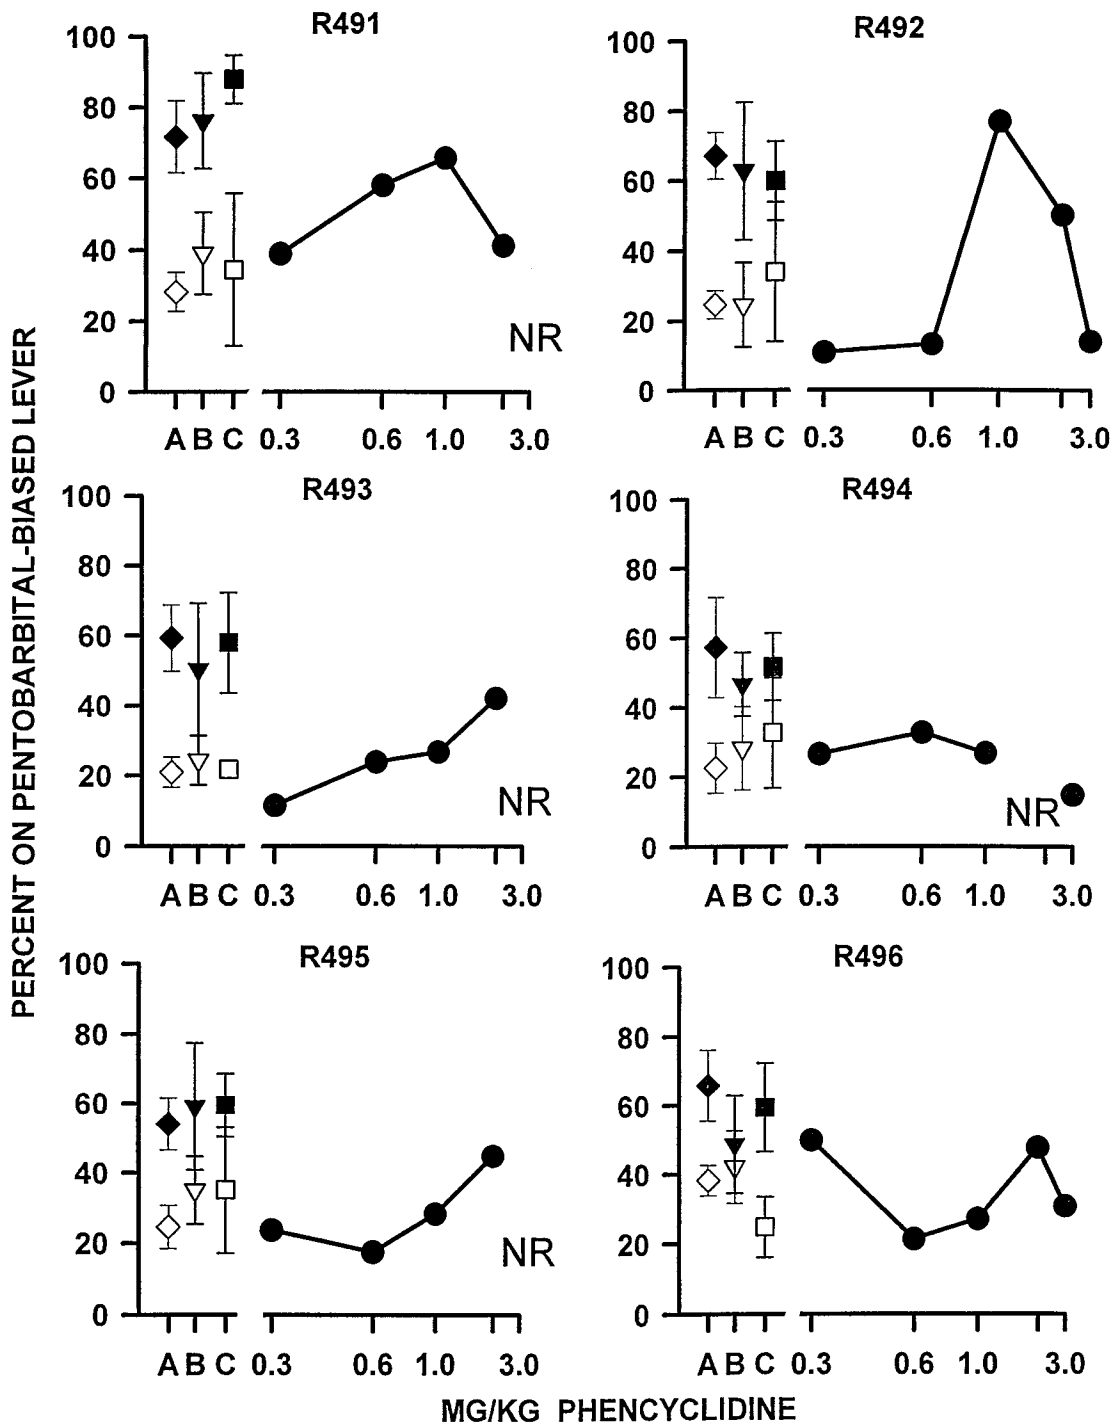 R491
100
80
60
40
20
0
NR
A B C 0.3 0.6 1.0 3.0
R492
100
80
60
40
20
0
A B C 0.3 0.6 1.0 3.0
R493
100
80
60
40
20
0
NR
A B C 0.3 0.6 1.0 3.0
R494
100
80
60
40
20
0
NR
A B C 0.3 0.6 1.0 3.0
R495
100
80
60
40
20
0
NR
A B C 0.3 0.6 1.0 3.0
R496
100
80
60
40
20
0
A B C 0.3 0.6 1.0 3.0
PERCENT ON PENTOBARBITAL-BIASED LEVER
MG/KG PHENCYCLIDINE